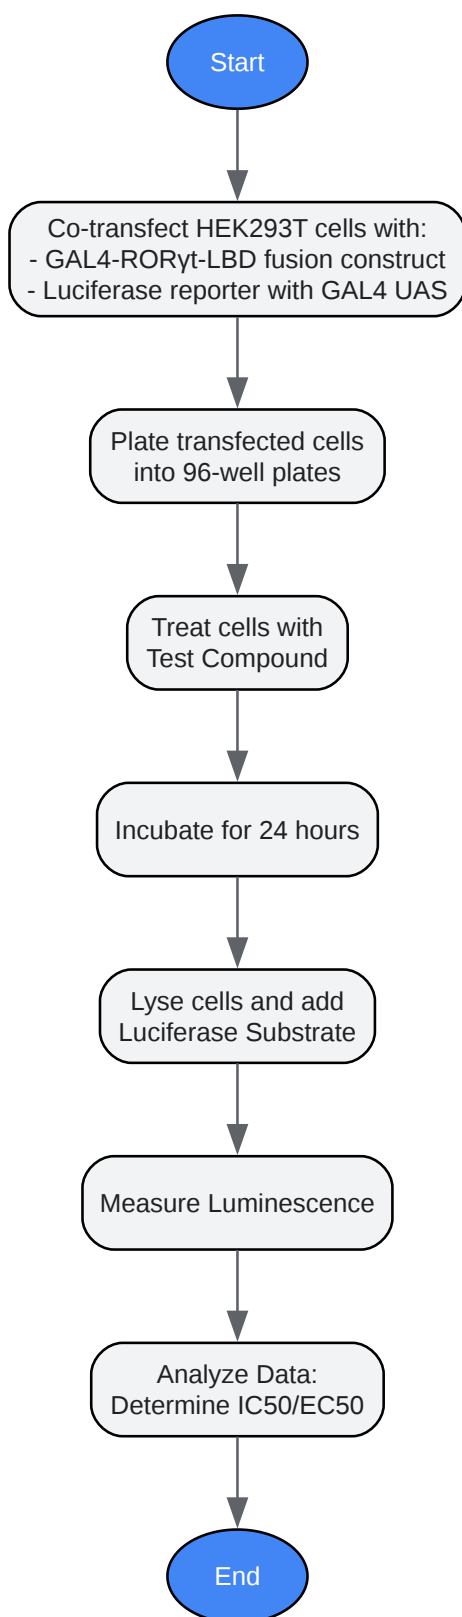 Start
Co-transfect HEK293T cells with:
- GAL4-RORγt-LBD fusion construct
- Luciferase reporter with GAL4 UAS
Plate transfected cells
into 96-well plates
Treat cells with
Test Compound
Incubate for 24 hours
Lyse cells and add
Luciferase Substrate
Measure Luminescence
Analyze Data:
Determine IC50/EC50
End